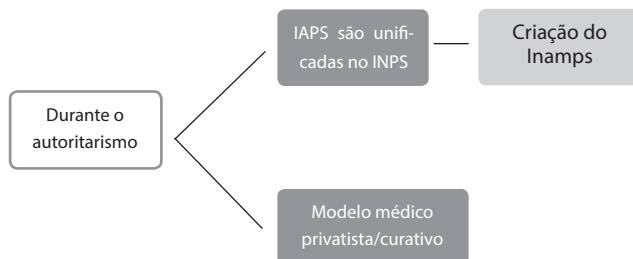 Durante o
autoritarismo
IAPS são unifi-
cadas no INPS
Criação do
Inamps
Modelo médico
privatista/curativo